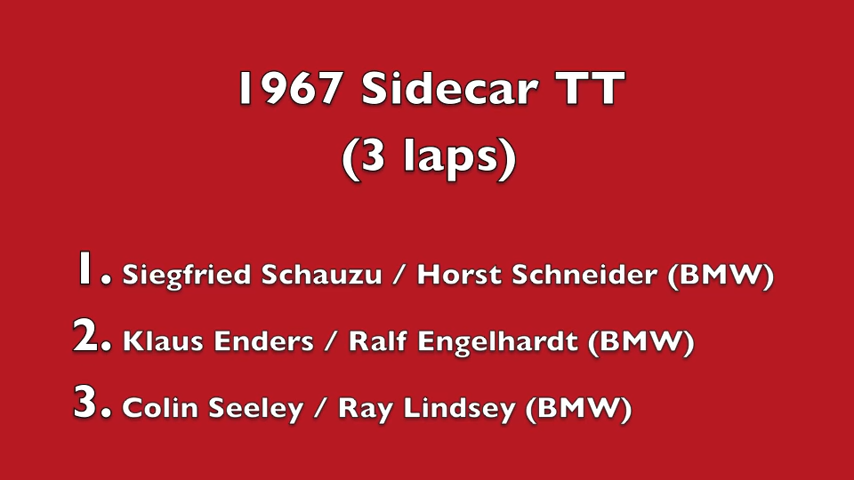 1967 Sidecar TT
(3 laps)
1. Siegfried Schauzu / Horst Schneider (BMW)
2. Klaus Enders / Ralf Engelhardt (BMW)
3. Colin Seeley / Ray Lindsey (BMW)